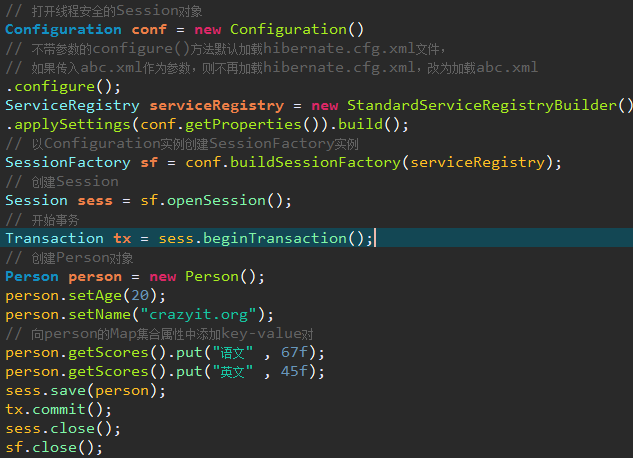 // 打开线程安全的Session对象
Configuration conf = new Configuration()
// 不带参数的configure()方法默认加载hibernate.cfg.xml文件,
// 如果传入abc.xml作为参数,则不再加载hibernate.cfg.xml,改为加载abc.xml
.configure();
ServiceRegistry serviceRegistry = new StandardServiceRegistryBuilder()
.applySettings(conf.getProperties()).build();
// 以Configuration实例创建SessionFactory实例
SessionFactory sf = conf.buildSessionFactory(serviceRegistry);
// 创建Session
Session sess = sf.openSession();
// 开始事务
Transaction tx = sess.beginTransaction();
// 创建Person对象
Person person = new Person();
person.setAge(20);
person.setName("crazyit.org");
// 向person的Map集合属性中添加key-value对
person.getScores().put("语文" , 67f);
person.getScores().put("英文" , 45f);
sess.save(person);
tx.commit();
sess.close();
sf.close();